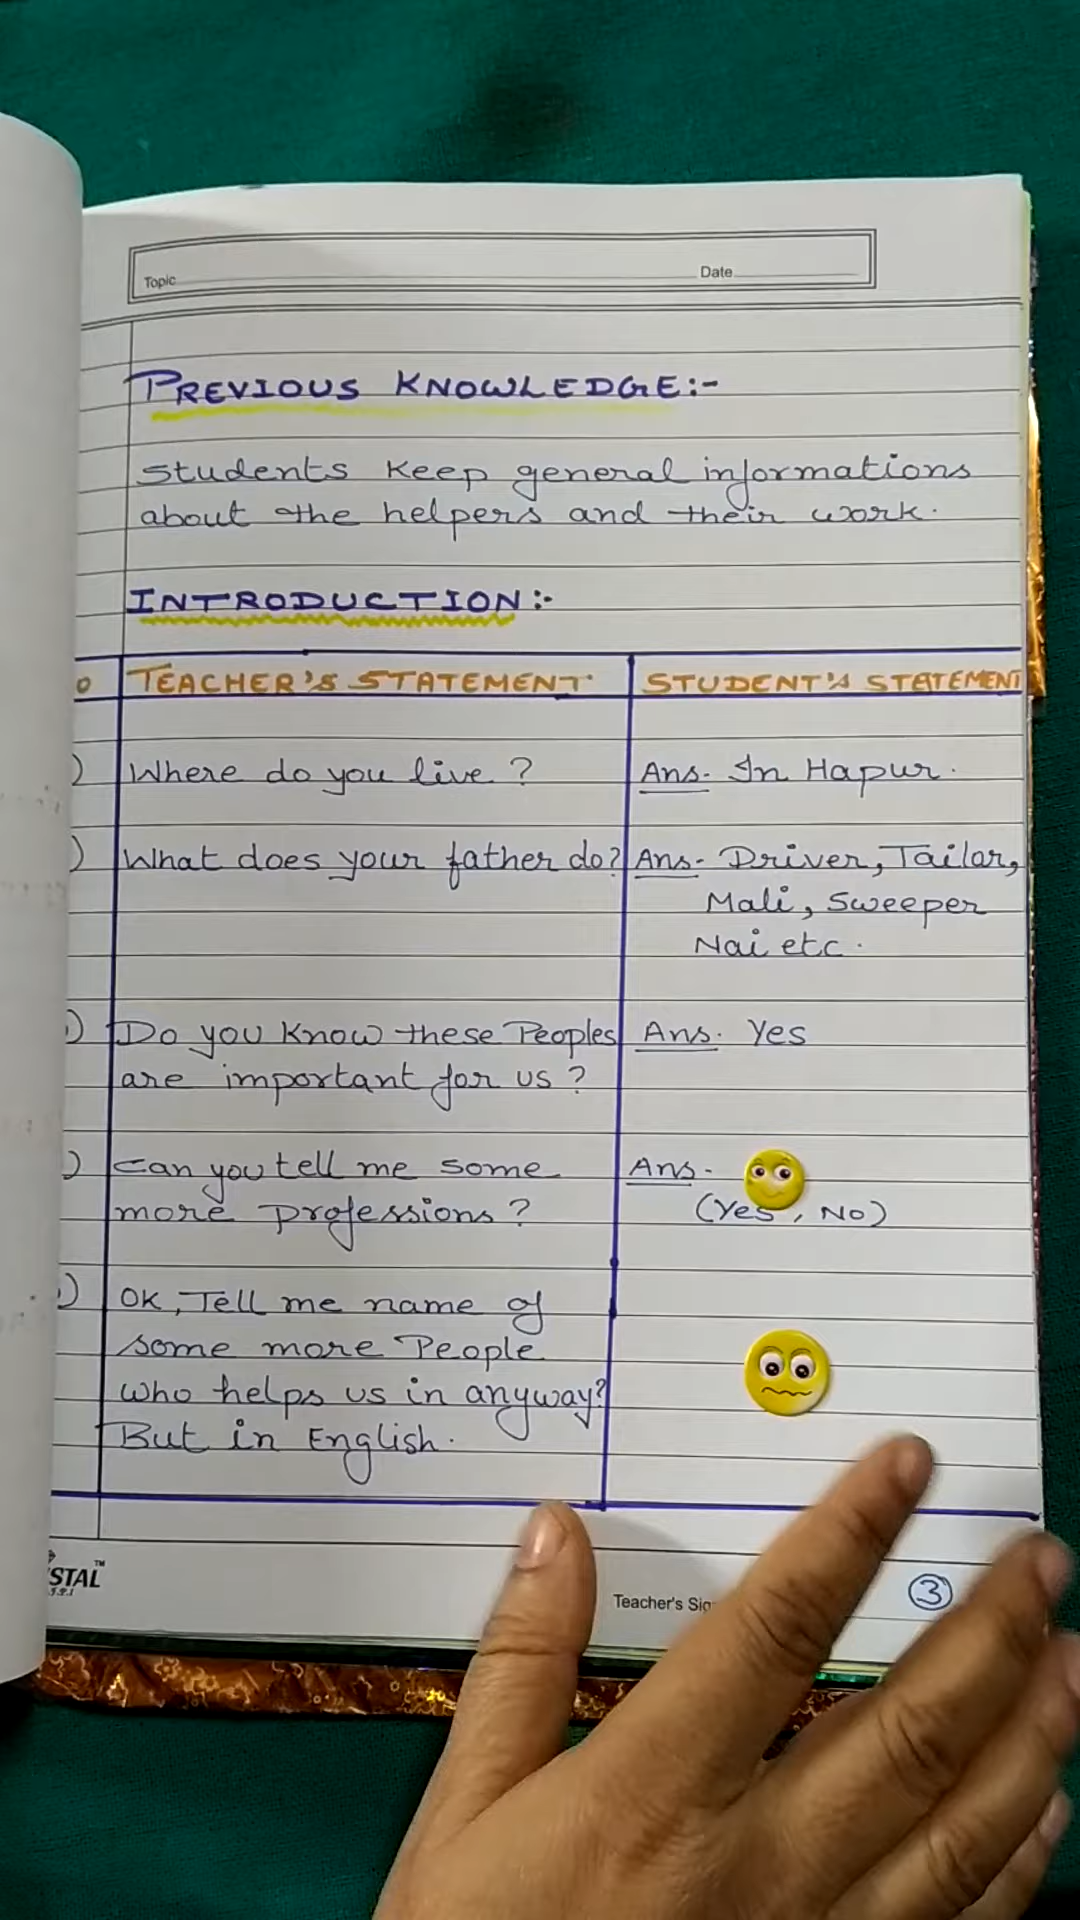 Topic Date
PREVIOUS KNOWLEDGE:-
Students keep general informations
about the helpers and their work.
INTRODUCTION:-
o TEACHER'S STATEMENT STUDENT'S STATEMENT
) Where do you live? Ans- In Hapur.
) What does your father do? Ans- Driver, Tailor,
Mali, Sweeper
Nai etc.
) Do you know these Peoples Ans. Yes
are important for us?
) Can you tell me some Ans-
more professions? (Yes, No)
) OK, Tell me name of
some more People
who helps us in anyway?
But in English.
STAL™
Teacher's Sig
3